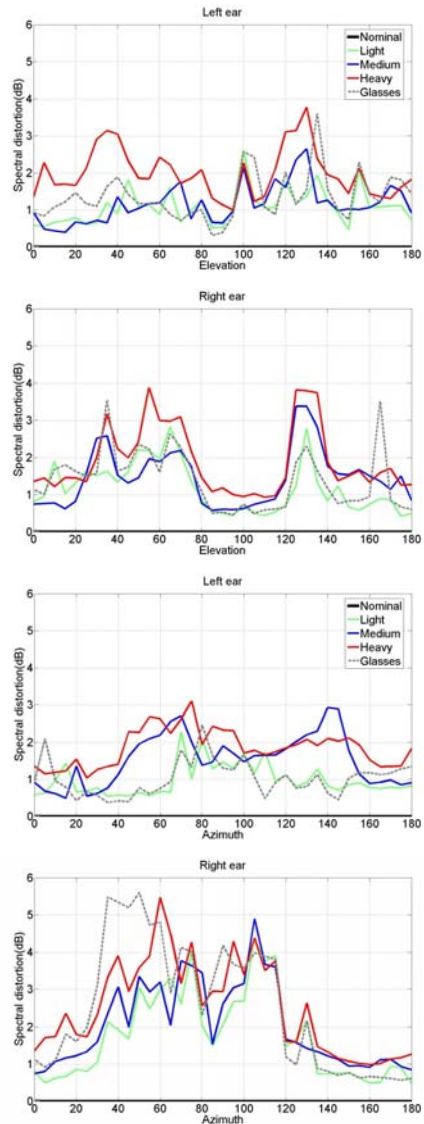 Left ear
Spectral distortion(dB)
6
5
4
3
2
1
0
0 20 40 60 80 100 120 140 160 180
Elevation
Nominal
Light
Medium
Heavy
Glasses
Right ear
Spectral distortion(dB)
6
5
4
3
2
1
0
0 20 40 60 80 100 120 140 160 180
Elevation
Left ear
Spectral distortion(dB)
6
5
4
3
2
1
0
0 20 40 60 80 100 120 140 160 180
Azimuth
Nominal
Light
Medium
Heavy
Glasses
Right ear
Spectral distortion(dB)
6
5
4
3
2
1
0
0 20 40 60 80 100 120 140 160 180
Azimuth